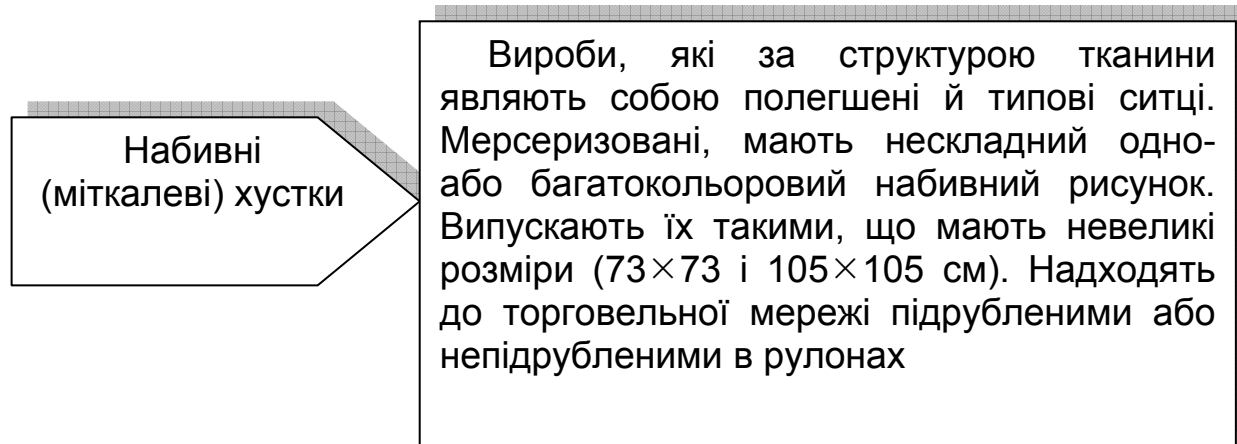 Набивні
(міткалеві) хустки
Вироби, які за структурою тканини
являють собою полегшені й типові ситці.
Мерсеризовані, мають нескладний одно-
або багатокольоровий набивний рисунок.
Випускають їх такими, що мають невеликі
розміри (73×73 і 105×105 см). Надходять
до торговельної мережі підрубленими або
непідрубленими в рулонах